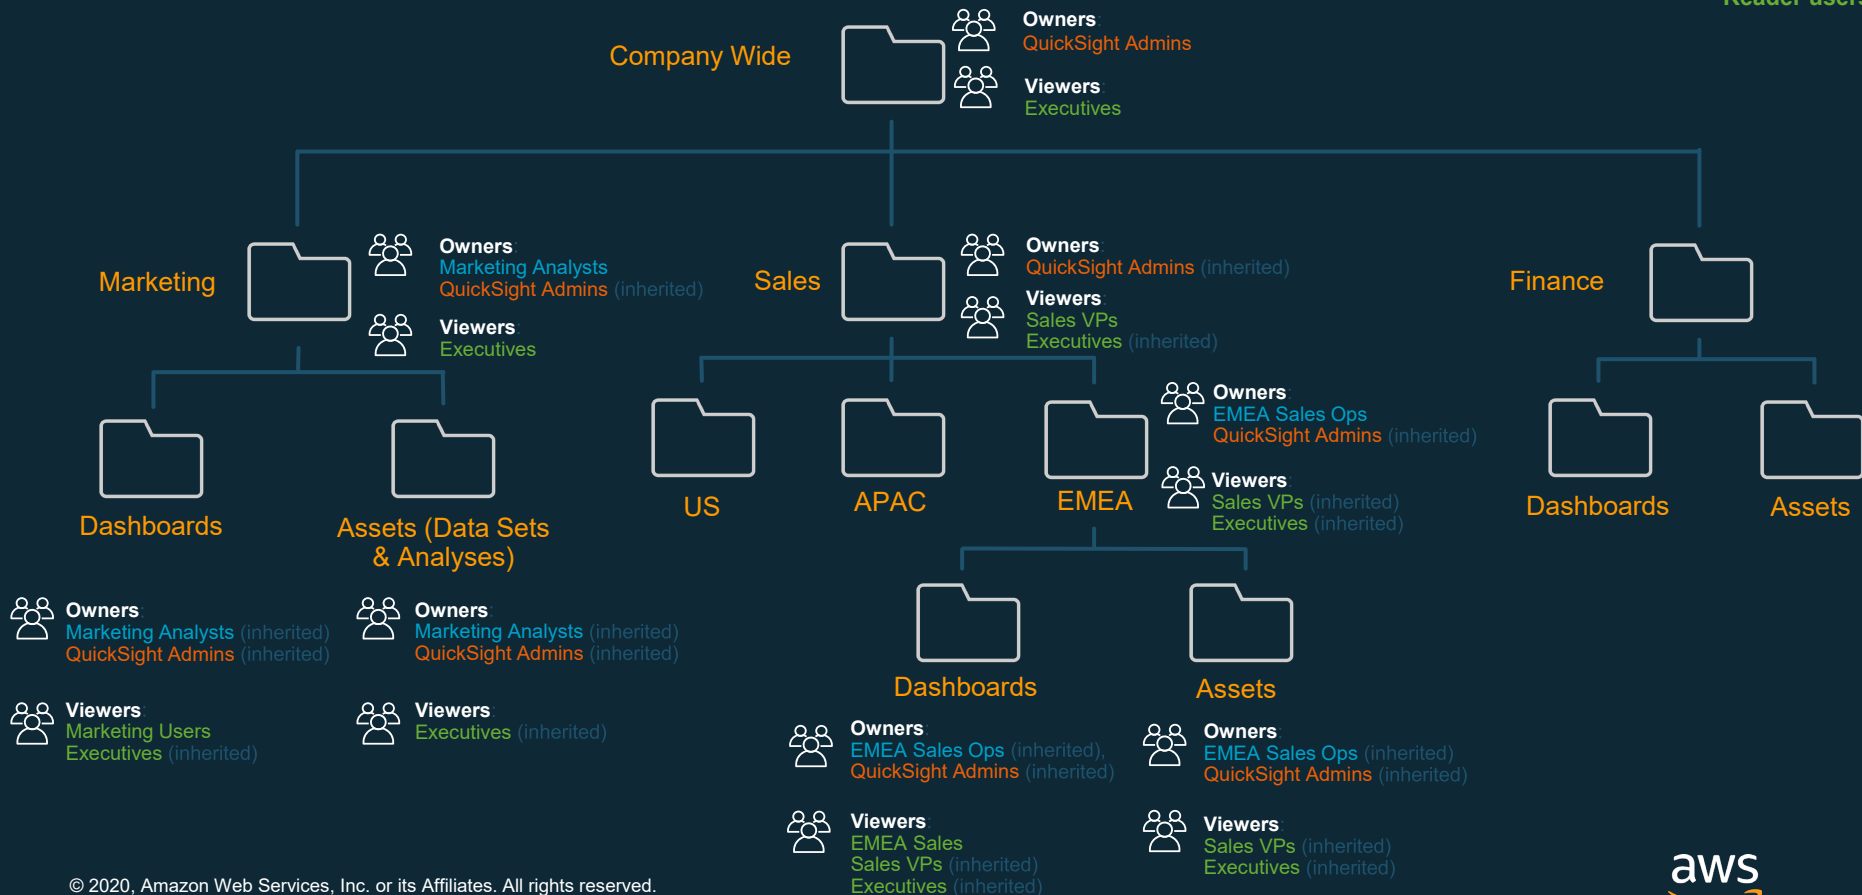 Reader users
Company Wide
Owners:
QuickSight Admins
Viewers:
Executives
Marketing
Owners:
Marketing Analysts
QuickSight Admins (inherited)
Viewers:
Executives
Sales
Owners:
QuickSight Admins (inherited)
Viewers:
Sales VPs
Executives (inherited)
Finance
Dashboards
Assets (Data Sets
& Analyses)
US
APAC
EMEA
Owners:
EMEA Sales Ops
QuickSight Admins (inherited)
Viewers:
Sales VPs (inherited)
Executives (inherited)
Dashboards
Assets
Owners:
Marketing Analysts (inherited)
QuickSight Admins (inherited)
Viewers:
Marketing Users
Executives (inherited)
Owners:
Marketing Analysts (inherited)
QuickSight Admins (inherited)
Viewers:
Executives (inherited)
Dashboards
Assets
Owners:
EMEA Sales Ops (inherited),
QuickSight Admins (inherited)
Viewers:
EMEA Sales
Sales VPs (inherited)
Executives (inherited)
Owners:
EMEA Sales Ops (inherited)
QuickSight Admins (inherited)
Viewers:
Sales VPs (inherited)
Executives (inherited)
© 2020, Amazon Web Services, Inc. or its Affiliates. All rights reserved.
aws